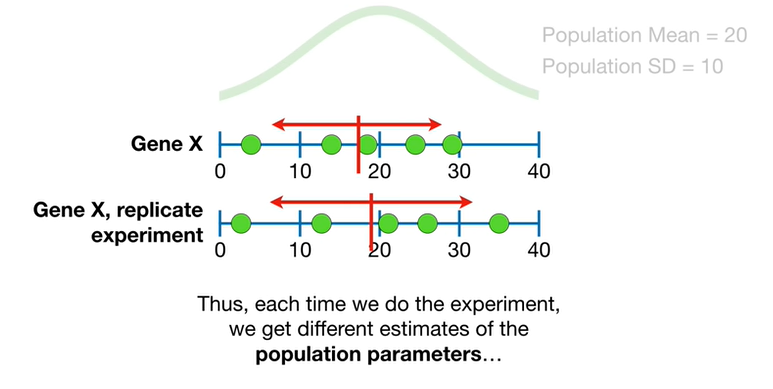 Population Mean = 20
Population SD = 10
Gene X
0 10 20 30 40
Gene X, replicate
experiment
0 10 20 30 40
Thus, each time we do the experiment,
we get different estimates of the
population parameters…